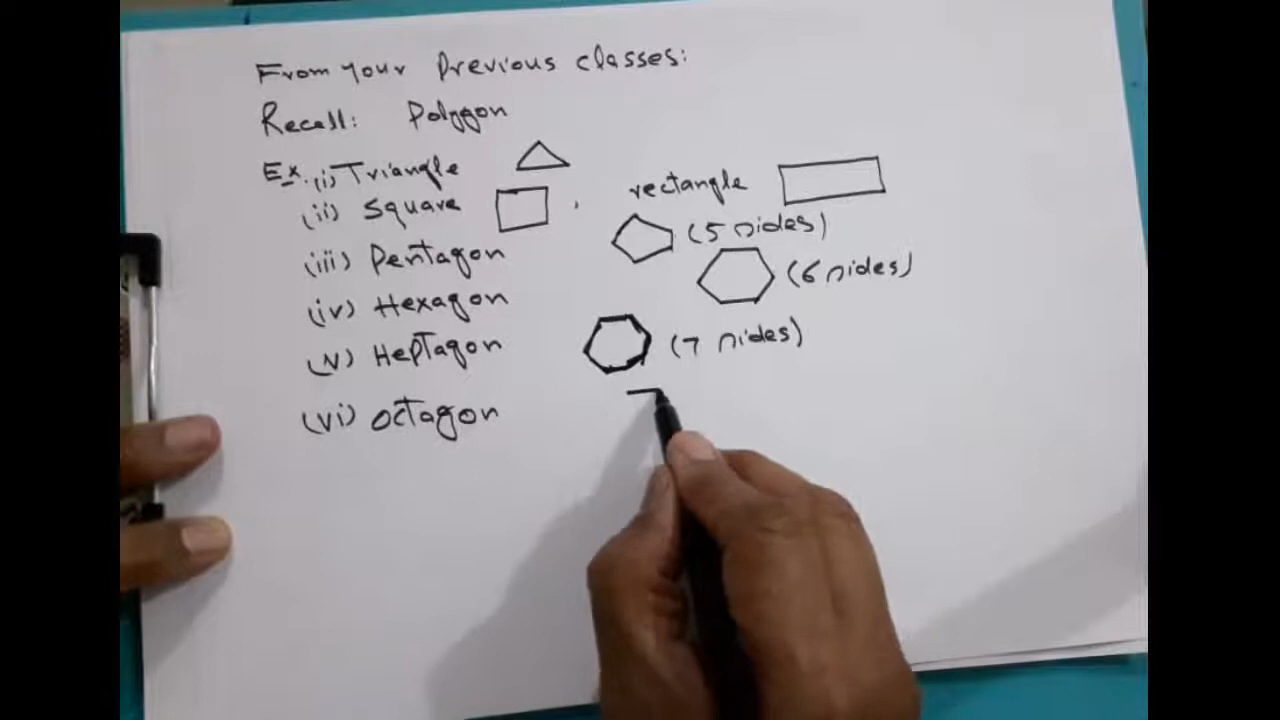 From your Previous classes:
Recall: Polygon
Ex. (i) Triangle
(ii) Square , rectangle
(iii) Pentagon (5 sides)
(iv) Hexagon (6 sides)
(v) Heptagon (7 sides)
(vi) octagon